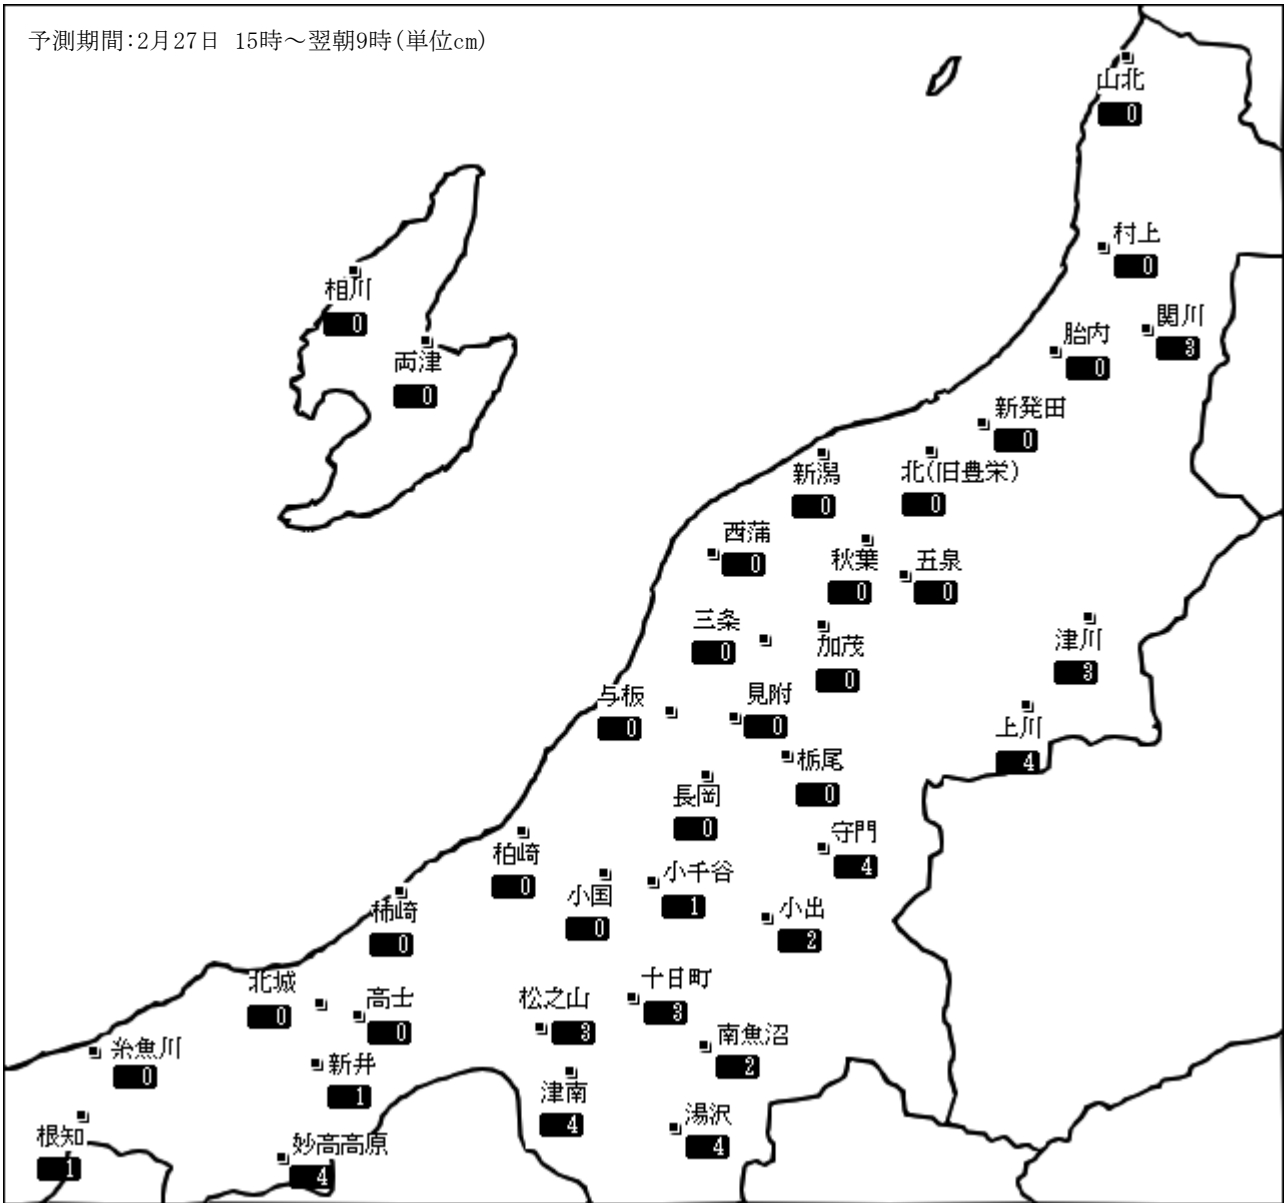 予測期間:2月27日 15時～翌朝9時(単位cm)
山北
0
村上
0
相川
0
関川
3
胎内
0
両津
0
新発田
0
新潟
0
北(旧豊栄)
0
西蒲
0
秋葉
0
五泉
0
三条
0
加茂
0
津川
3
与板
0
見附
0
上川
4
栃尾
0
長岡
0
守門
4
柏崎
0
小国
0
小千谷
1
小出
2
柿崎
0
北城
0
高士
0
松之山
3
十日町
3
南魚沼
2
糸魚川
0
新井
1
津南
4
湯沢
4
根知
1
妙高高原
4